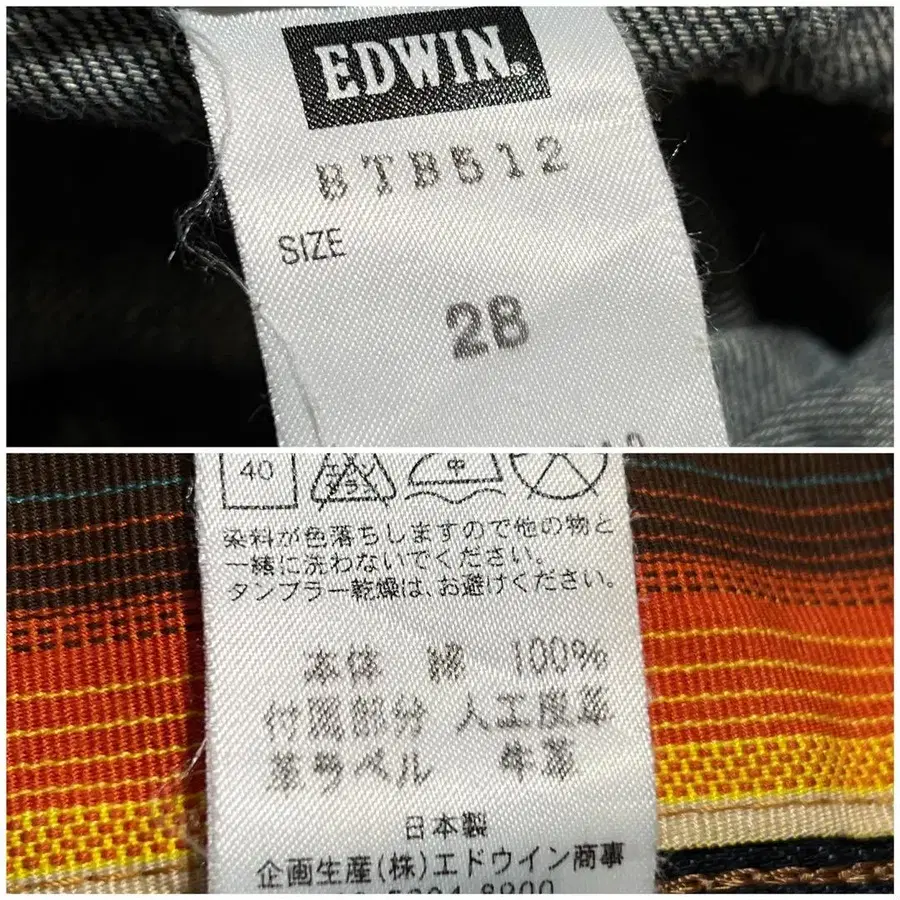 EDWIN.
BTB512
SIZE
2B
40
中
染料が色落ちしますので他の物と
一緒に洗わないでください。
タンブラー乾燥は、お避けください。
本体 綿 100%
付属部分 人工皮革
革ラベル 牛革
日本製
企画生産(株)エドウイン商事